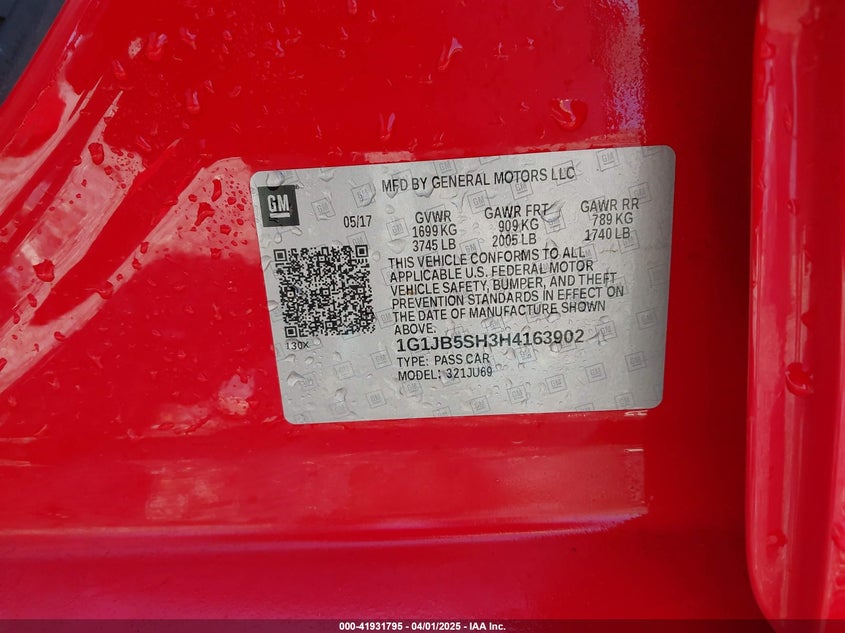 MFD BY GENERAL MOTORS LLC
GM
05/17
GVWR GAWR FRT GAWR RR
1699 KG 909 KG 789 KG
3745 LB 2005 LB 1740 LB
THIS VEHICLE CONFORMS TO ALL
APPLICABLE U.S. FEDERAL MOTOR
VEHICLE SAFETY, BUMPER, AND THEFT
PREVENTION STANDARDS IN EFFECT ON
THE DATE OF MANUFACTURE SHOWN
ABOVE.
130X
1G1JB5SH3H4163902
TYPE: PASS CAR
MODEL: 321JU69
000-41931795 - 04/01/2025 - IAA Inc.